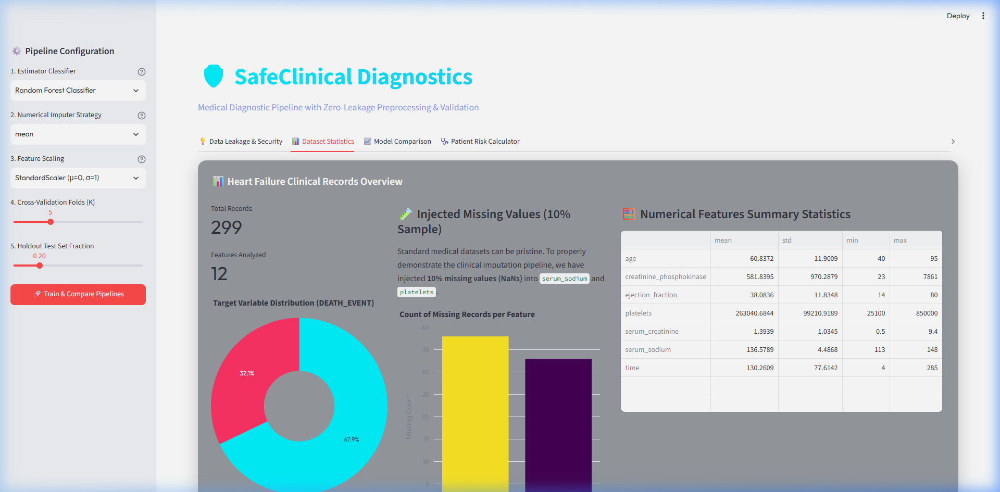 Deploy
Pipeline Configuration
1. Estimator Classifier
Random Forest Classifier
2. Numerical Imputer Strategy
mean
3. Feature Scaling
StandardScaler (μ=0, σ=1)
4. Cross-Validation Folds (K)
5
5. Holdout Test Set Fraction
0.20
Train & Compare Pipelines
SafeClinical Diagnostics
Medical Diagnostic Pipeline with Zero-Leakage Preprocessing & Validation
Data Leakage & Security Dataset Statistics Model Comparison Patient Risk Calculator
Heart Failure Clinical Records Overview
Total Records
299
Features Analyzed
12
Target Variable Distribution (DEATH_EVENT)
32.1%
67.9%
Injected Missing Values (10%
Sample)
Standard medical datasets can be pristine. To properly
demonstrate the clinical imputation pipeline, we have
injected 10% missing values (NaNs) into serum_sodium and
platelets.
Count of Missing Records per Feature
Missing Count
40
35
30
25
20
15
10
5
Numerical Features Summary Statistics
mean std min max
age 60.8372 11.9009 40 95
creatinine_phosphokinase 581.8395 970.2879 23 7861
ejection_fraction 38.0836 11.8348 14 80
platelets 263040.6844 99210.9189 25100 850000
serum_creatinine 1.3939 1.0345 0.5 9.4
serum_sodium 136.5789 4.4868 113 148
time 130.2609 77.6142 4 285